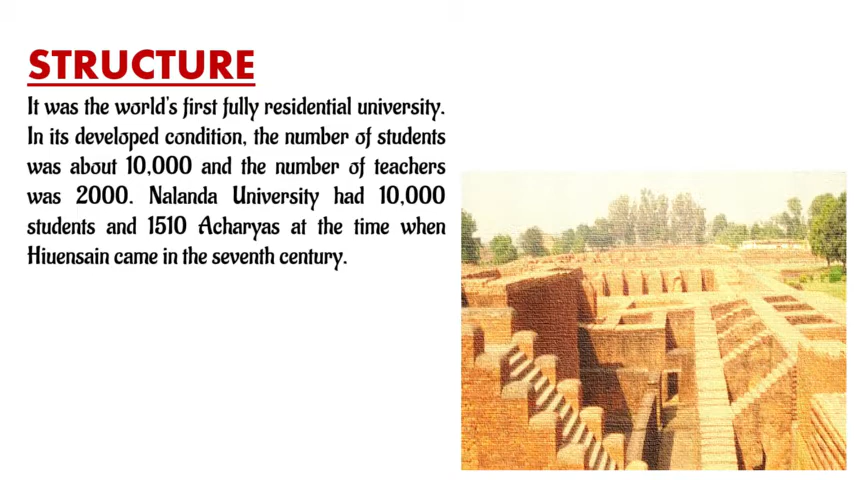 STRUCTURE
It was the world's first fully residential university.
In its developed condition, the number of students
was about 10,000 and the number of teachers
was 2000. Nalanda University had 10,000
students and 1510 Acharyas at the time when
Hiuensain came in the seventh century.